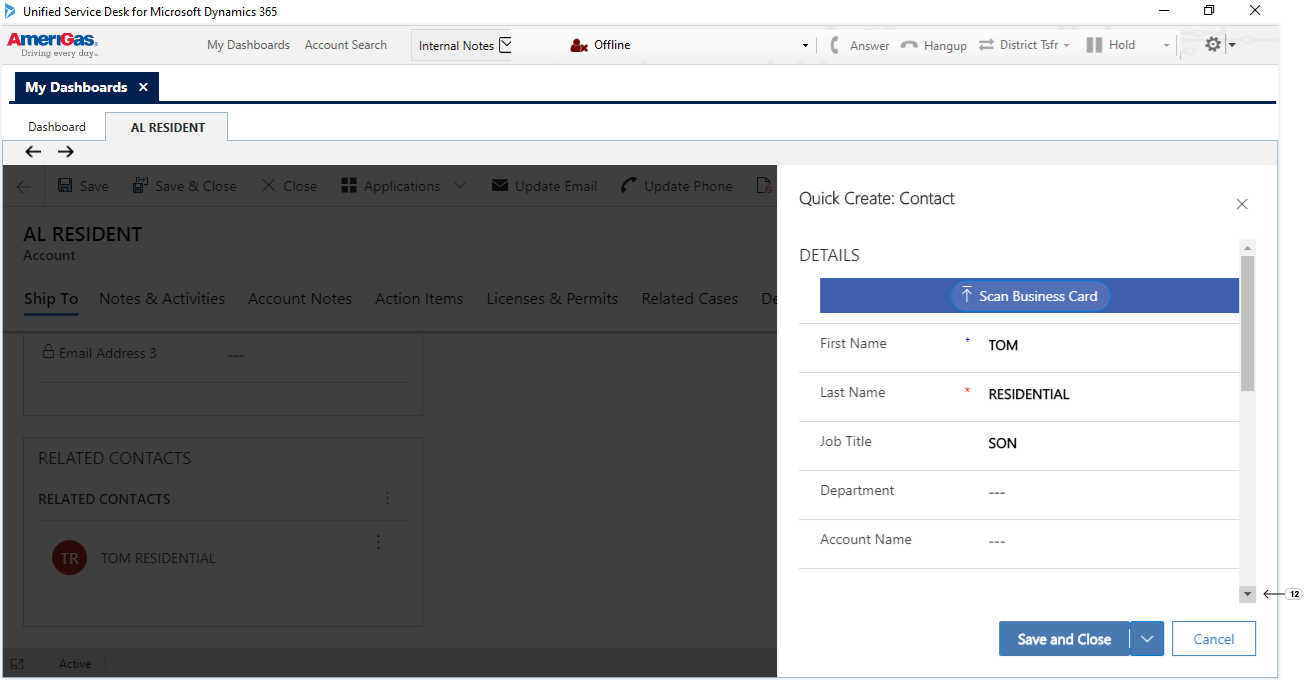 Unified Service Desk for Microsoft Dynamics 365
AmeriGas
Driving every day...
My Dashboards Account Search Internal Notes Offline Answer Hangup District Tsfr Hold
My Dashboards
Dashboard AL RESIDENT
Save Save & Close Close Applications Update Email Update Phone
AL RESIDENT
Account
Ship To Notes & Activities Account Notes Action Items Licenses & Permits Related Cases De
Email Address 3 ---
RELATED CONTACTS
RELATED CONTACTS
TR TOM RESIDENTIAL
Active
Quick Create: Contact
DETAILS
Scan Business Card
First Name + TOM
Last Name * RESIDENTIAL
Job Title SON
Department ---
Account Name ---
12
Save and Close Cancel